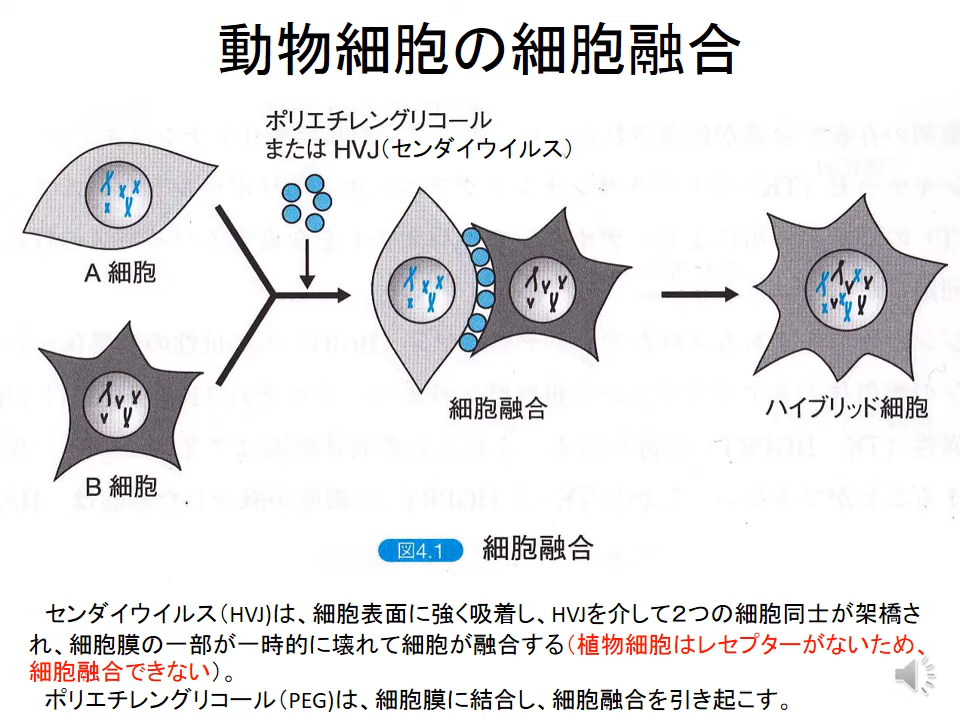 動物細胞の細胞融合
ポリエチレングリコール
または HVJ（センダイウイルス）
A 細胞
B 細胞
細胞融合
ハイブリッド細胞
図4.1 細胞融合
センダイウイルス（HVJ)は、細胞表面に強く吸着し、HVJを介して２つの細胞同士が架橋さ
れ、細胞膜の一部が一時的に壊れて細胞が融合する（植物細胞はレセプターがないため、
細胞融合できない）。
ポリエチレングリコール（PEG)は、細胞膜に結合し、細胞融合を引き起こす。